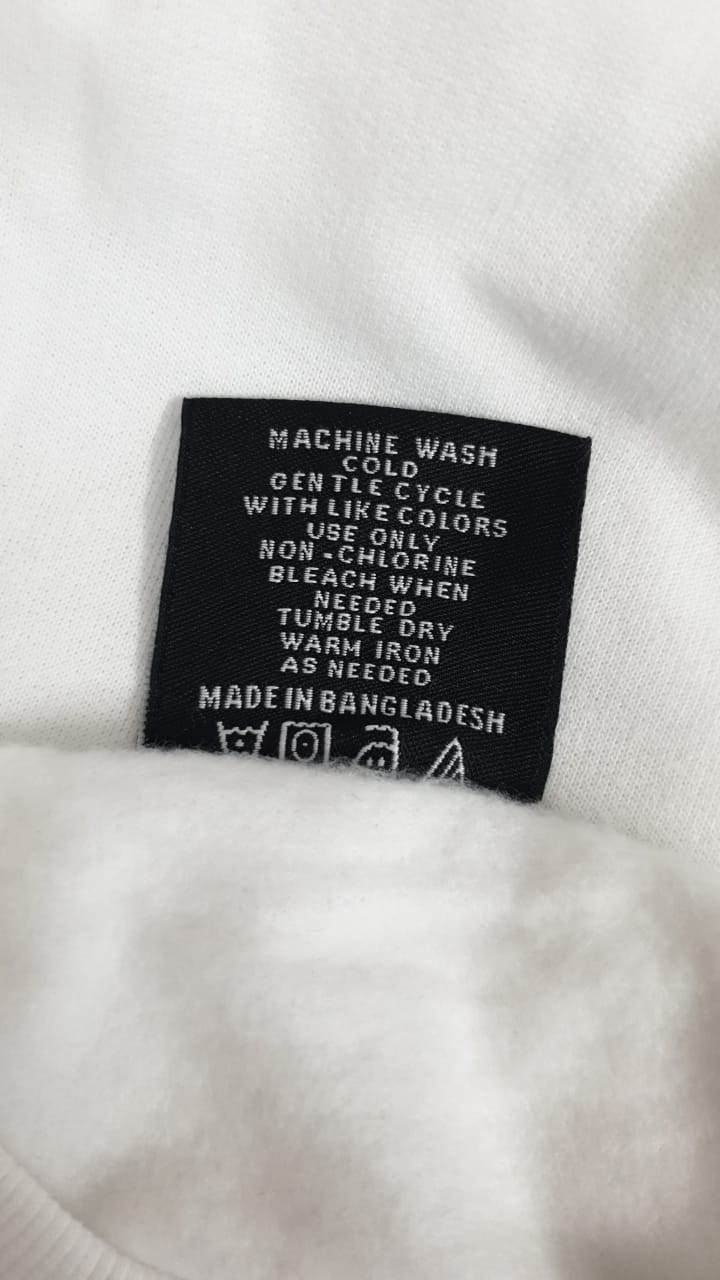 MACHINE WASH
COLD
GENTLE CYCLE
WITH LIKE COLORS
USE ONLY
NON-CHLORINE
BLEACH WHEN
NEEDED
TUMBLE DRY
WARM IRON
AS NEEDED
MADE IN BANGLADESH